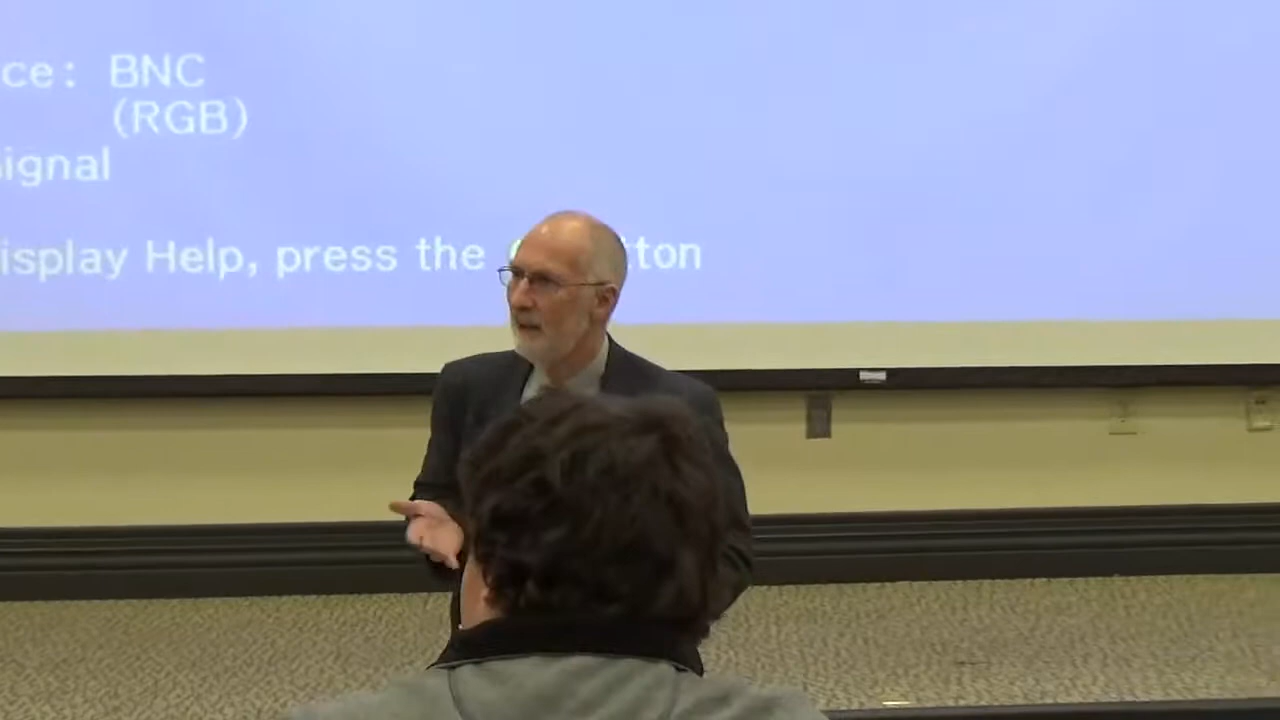 ce: BNC
(RGB)
ignal
isplay Help, press the